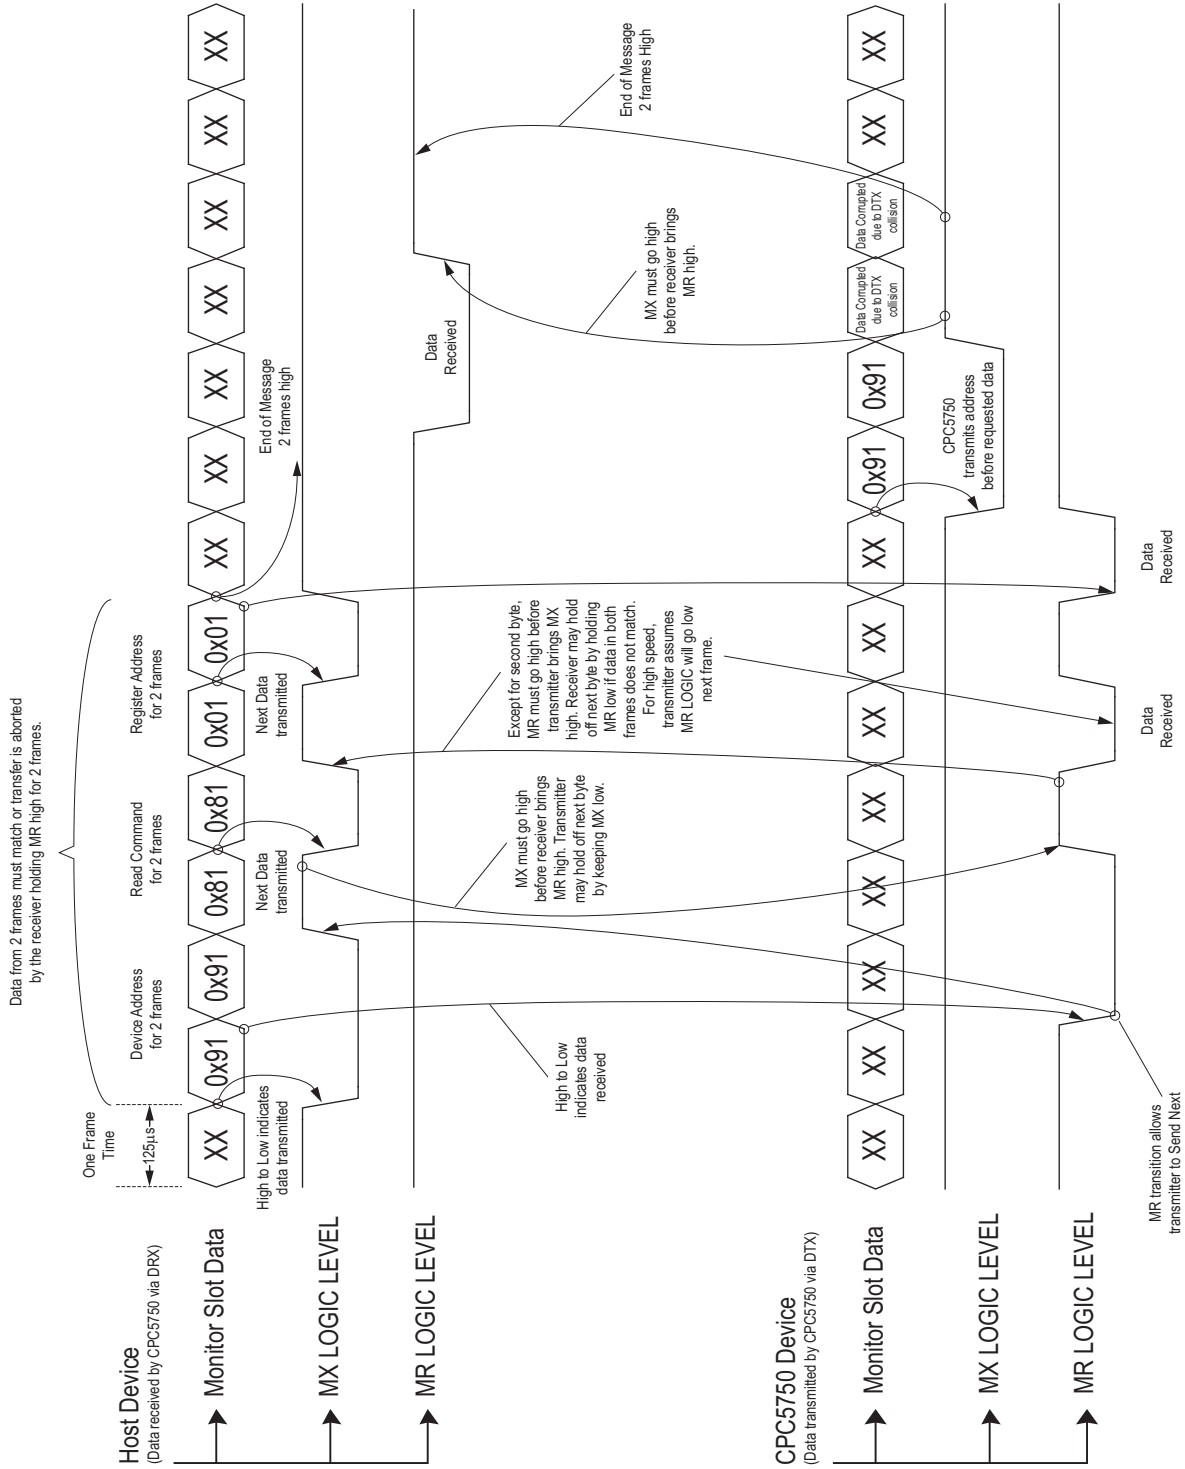 Data from 2 frames must match or transfer is aborted
by the receiver holding MR high for 2 frames.
One Frame
Time
Device Address
for 2 frames
Read Command
for 2 frames
Register Address
for 2 frames
125µs
Host Device
(Data received by CPC5750 via DRX)
Monitor Slot Data
XX
0x91
0x91
0x81
0x81
0x01
0x01
XX
XX
XX
XX
XX
XX
XX
High to Low indicates
data transmitted
Next Data
transmitted
Next Data
transmitted
End of Message
2 frames high
MX LOGIC LEVEL
MR LOGIC LEVEL
Data
Received
High to Low
indicates data
received
MX must go high
before receiver brings
MR high. Transmitter
may hold off next byte
by keeping MX low.
Except for second byte,
MR must go high before
transmitter brings MX
high. Receiver may hold
off next byte by holding
MR low if data in both
frames does not match.
For high speed,
transmitter assumes
MR LOGIC will go low
next frame.
MX must go high
before receiver brings
MR high.
End of Message
2 frames High
CPC5750 Device
(Data transmitted by CPC5750 via DTX)
Monitor Slot Data
XX
XX
XX
XX
XX
XX
XX
XX
0x91
0x91
Data Corrupted
due to DTX
collision
Data Corrupted
due to DTX
collision
XX
XX
MX LOGIC LEVEL
CPC5750
transmits address
before requested data
MR LOGIC LEVEL
MR transition allows
transmitter to Send Next
Data
Received
Data
Received